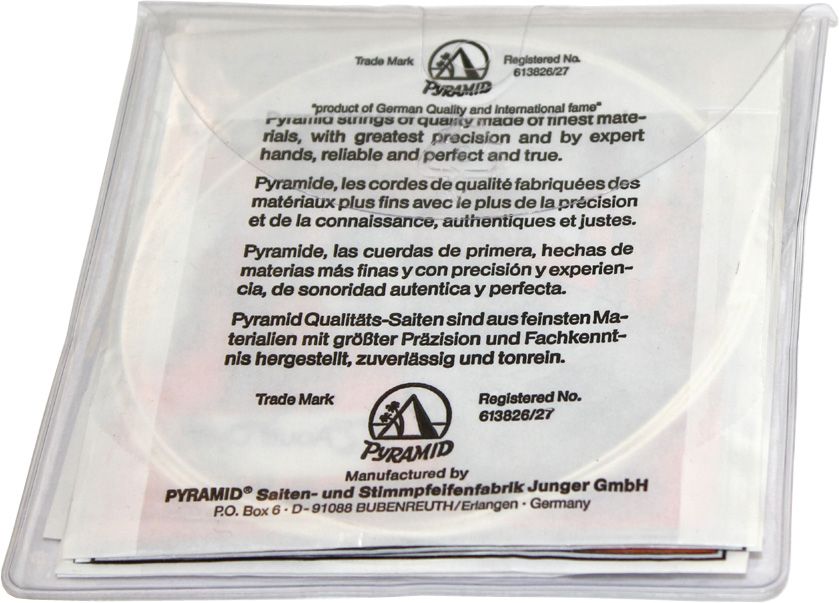 Trade Mark PYRAMID Registered No.
613826/27
"product of German Quality and international fame"
Pyramid strings of quality made of finest mate-
rials, with greatest precision and by expert
hands, reliable and perfect and true.
Pyramide, les cordes de qualité fabriquées des
matériaux plus fins avec le plus de la précision
et de la connaissance, authentiques et justes.
Pyramide, las cuerdas de primera, hechas de
materias más finas y con precisión y experien-
cia, de sonoridad autentica y perfecta.
Pyramid Qualitäts-Saiten sind aus feinsten Ma-
terialien mit größter Präzision und Fachkennt-
nis hergestellt, zuverlässig und tonrein.
Trade Mark Registered No.
613826/27
PYRAMID
Manufactured by
PYRAMID® Saiten- und Stimmpfeifenfabrik Junger GmbH
P.O. Box 6 · D-91088 BUBENREUTH/Erlangen · Germany